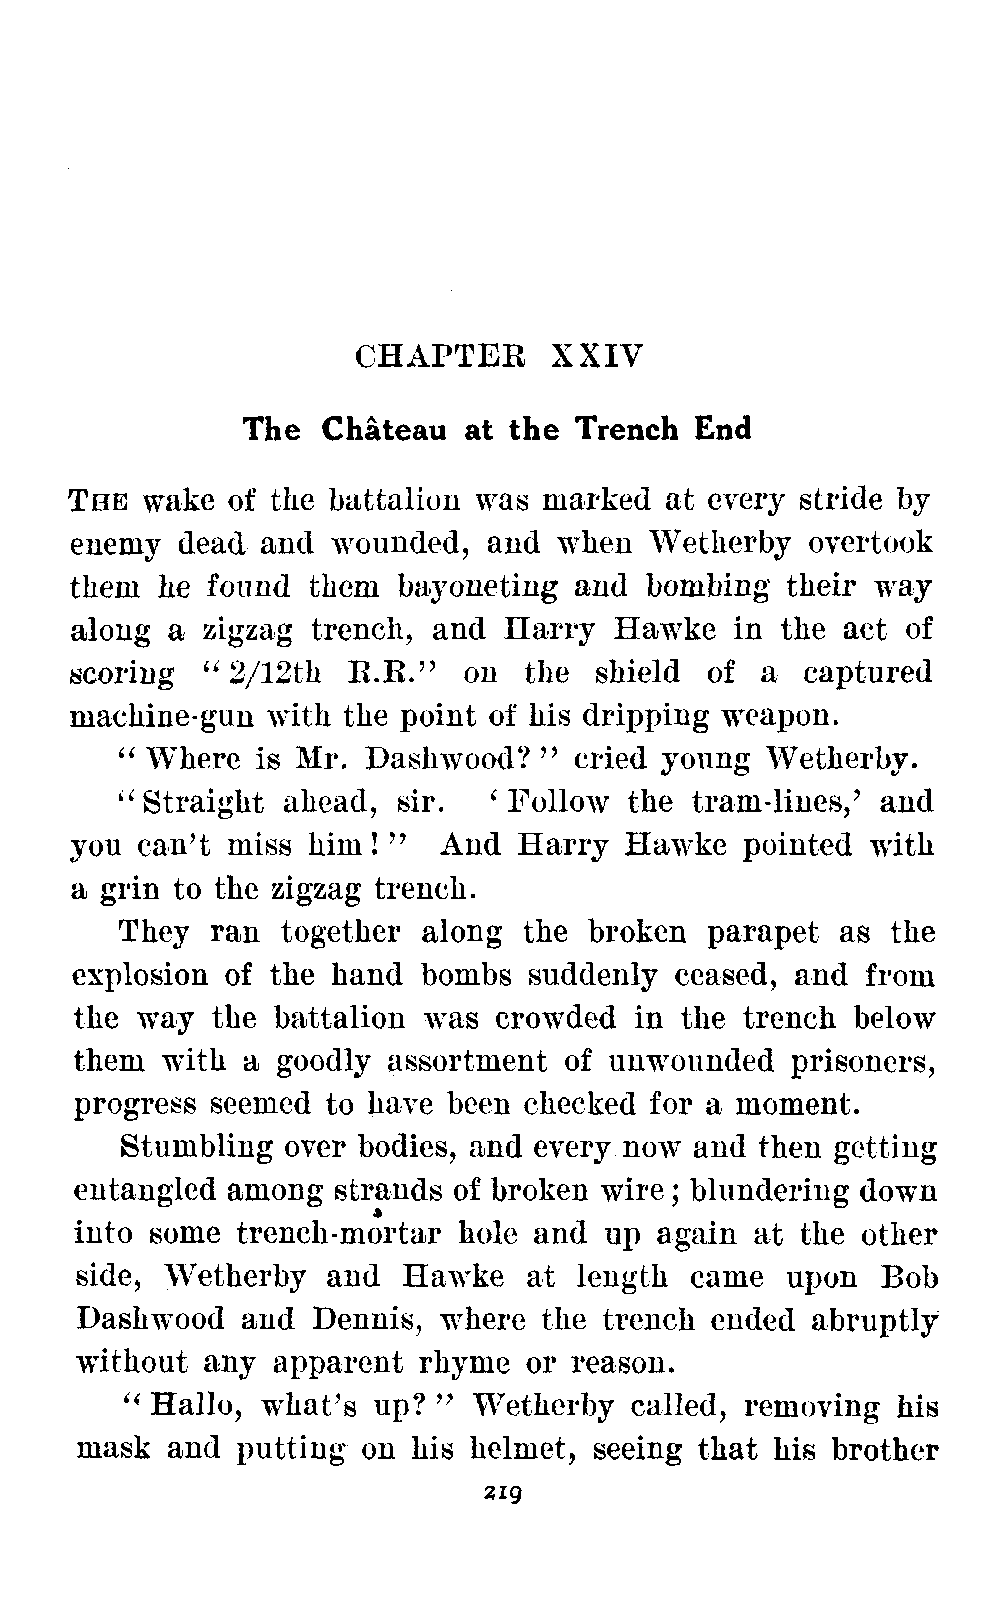 CHAPTER XXIV
The Château at the Trench End
THE wake of the battalion was marked at every stride by
enemy dead and wounded, and when Wetherby overtook
them he found them bayoneting and bombing their way
along a zigzag trench, and Harry Hawke in the act of
scoring “ 2/12th R.R.” on the shield of a captured
machine-gun with the point of his dripping weapon.
“ Where is Mr. Dashwood? ” cried young Wetherby.
“ Straight ahead, sir. ‘ Follow the tram-lines,’ and
you can’t miss him! ” And Harry Hawke pointed with
a grin to the zigzag trench.
They ran together along the broken parapet as the
explosion of the hand bombs suddenly ceased, and from
the way the battalion was crowded in the trench below
them with a goodly assortment of unwounded prisoners,
progress seemed to have been checked for a moment.
Stumbling over bodies, and every now and then getting
entangled among strands of broken wire; blundering down
into some trench-mortar hole and up again at the other
side, Wetherby and Hawke at length came upon Bob
Dashwood and Dennis, where the trench ended abruptly
without any apparent rhyme or reason.
“ Hallo, what’s up? ” Wetherby called, removing his
mask and putting on his helmet, seeing that his brother
219